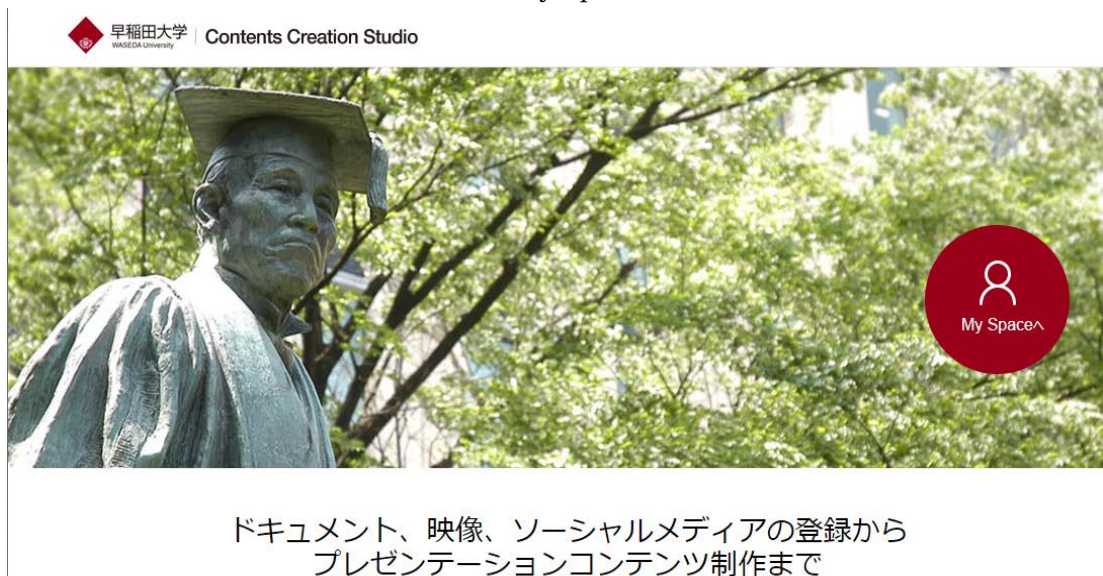 早稲田大学
WASEDA University
Contents Creation Studio
My Spaceへ
ドキュメント、映像、ソーシャルメディアの登録から
プレゼンテーションコンテンツ制作まで